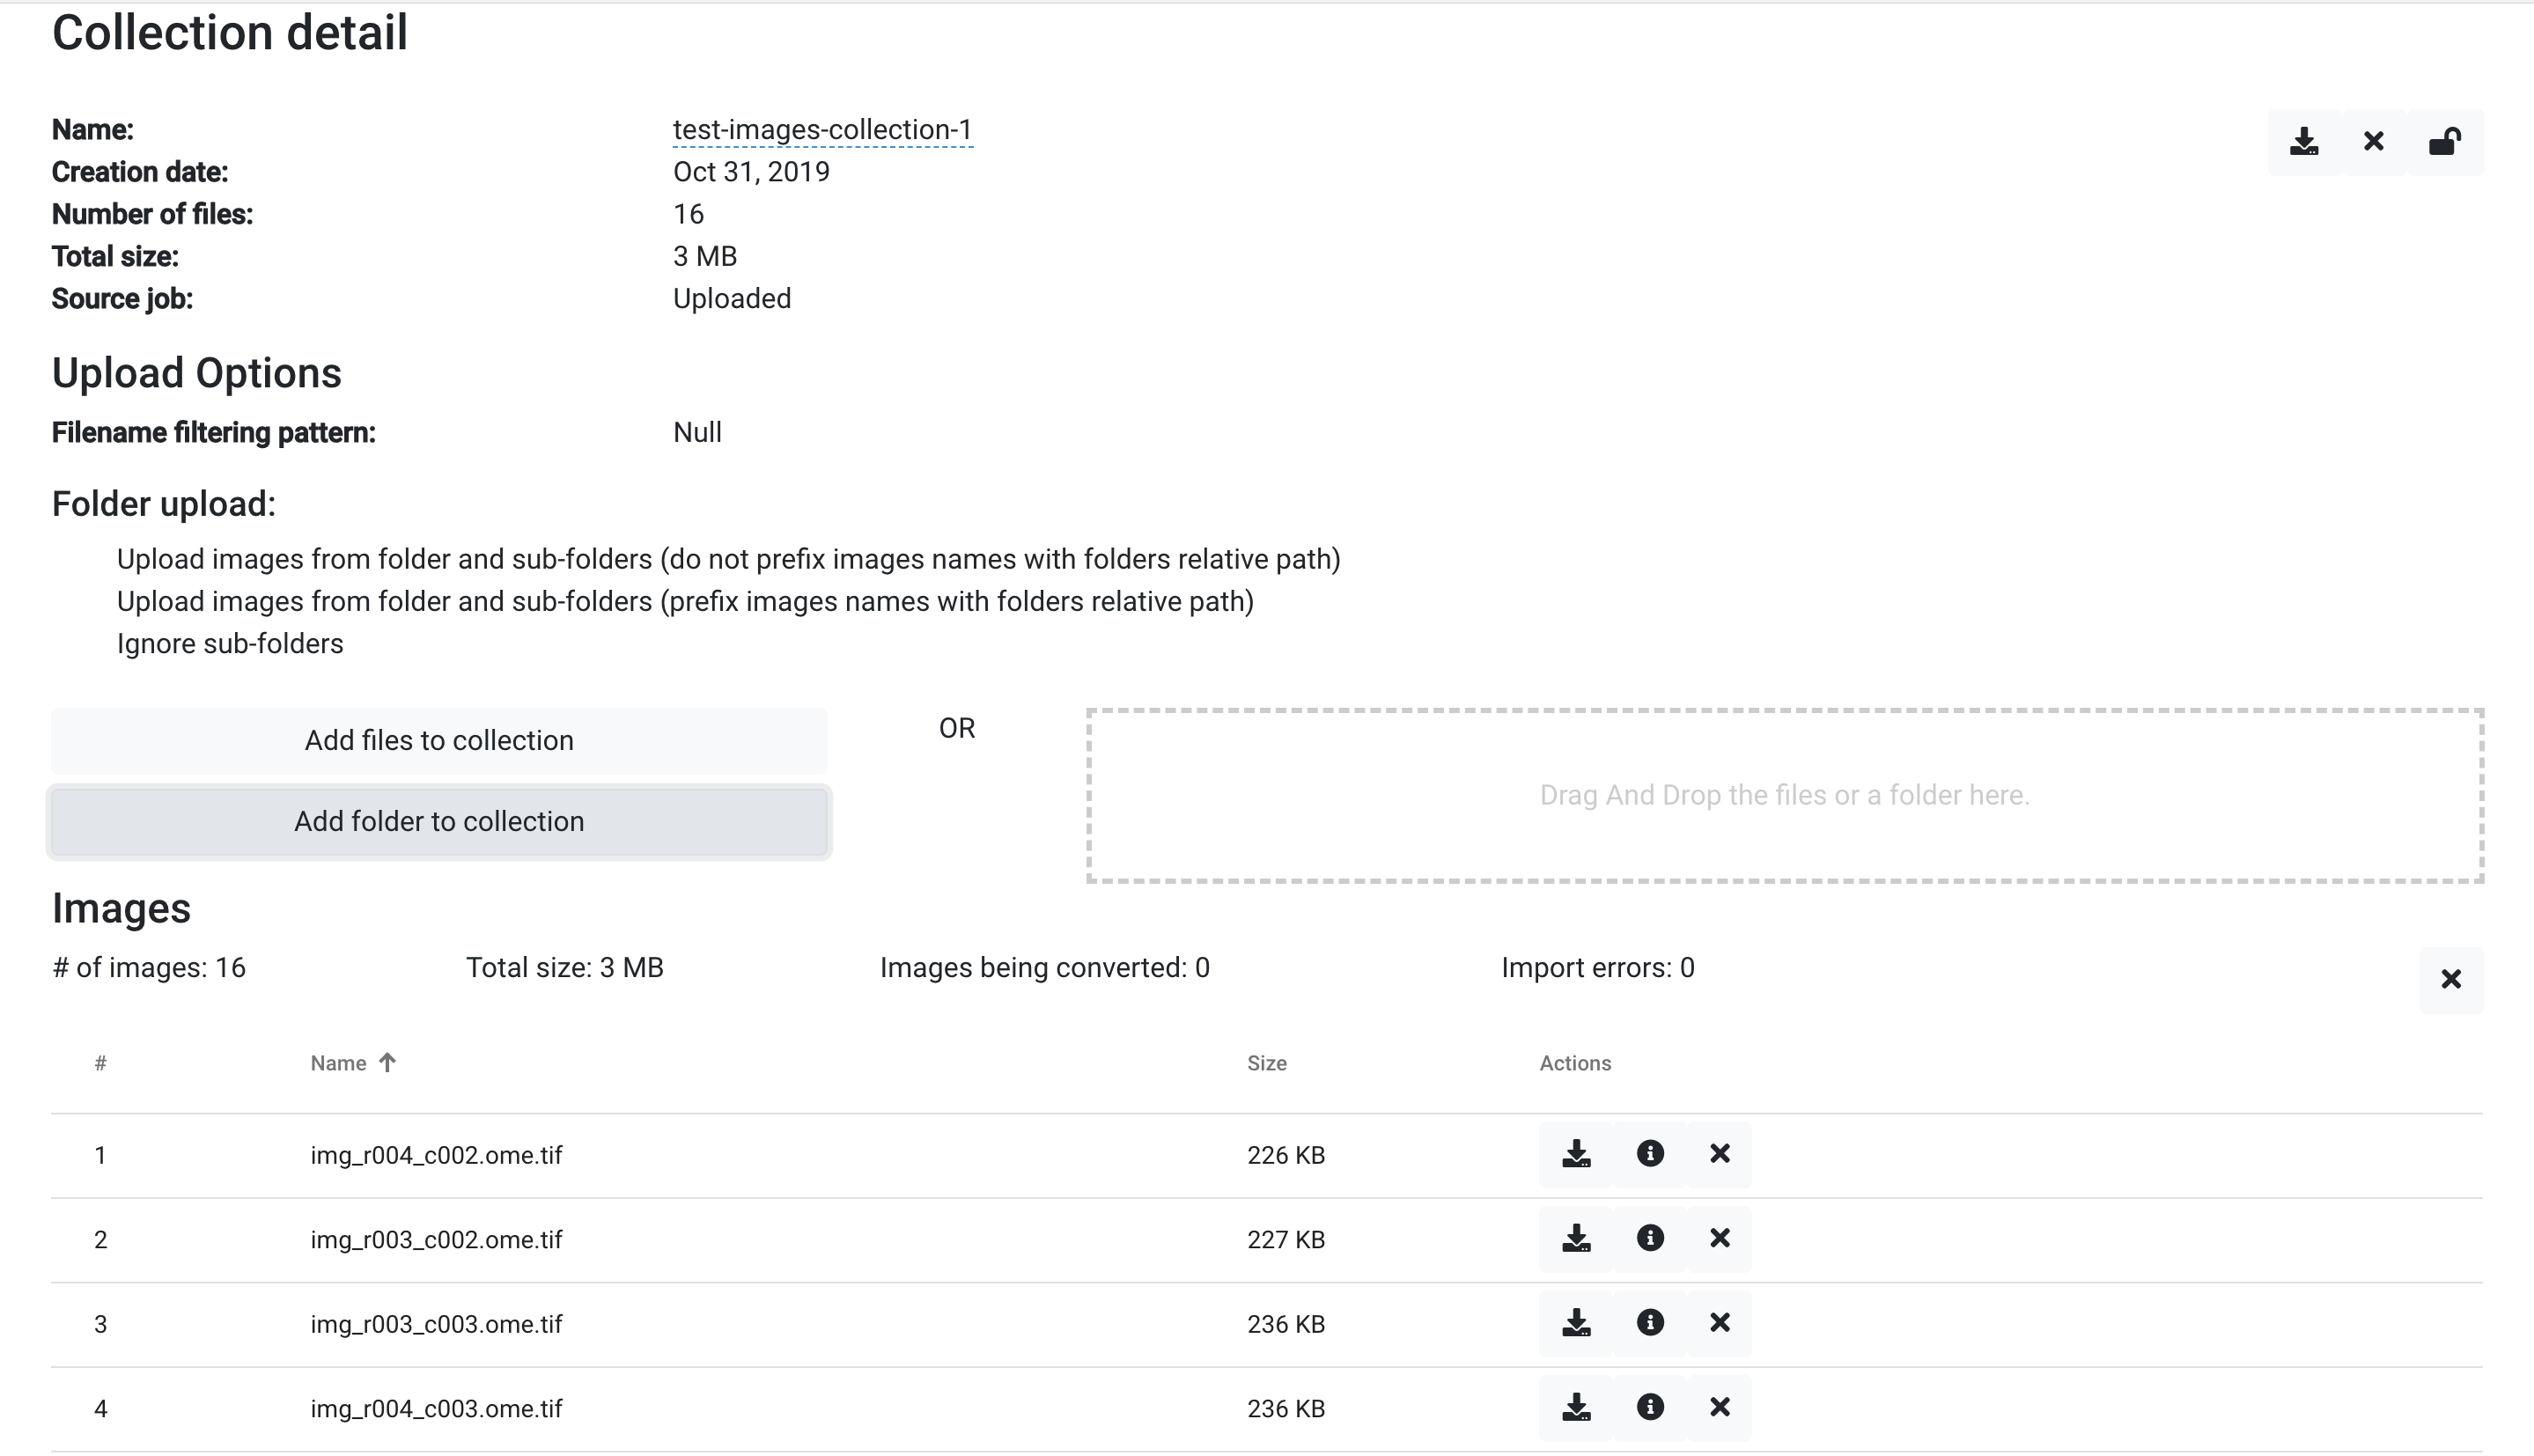 Collection detail
Name: test-images-collection-1
Creation date: Oct 31, 2019
Number of files: 16
Total size: 3 MB
Source job: Uploaded
Upload Options
Filename filtering pattern: Null
Folder upload:
Upload images from folder and sub-folders (do not prefix images names with folders relative path)
Upload images from folder and sub-folders (prefix images names with folders relative path)
Ignore sub-folders
Add files to collection
Add folder to collection
OR
Drag And Drop the files or a folder here.
Images
# of images: 16 Total size: 3 MB Images being converted: 0 Import errors: 0
# Name Size Actions
1 img_r004_c002.ome.tif 226 KB
2 img_r003_c002.ome.tif 227 KB
3 img_r003_c003.ome.tif 236 KB
4 img_r004_c003.ome.tif 236 KB